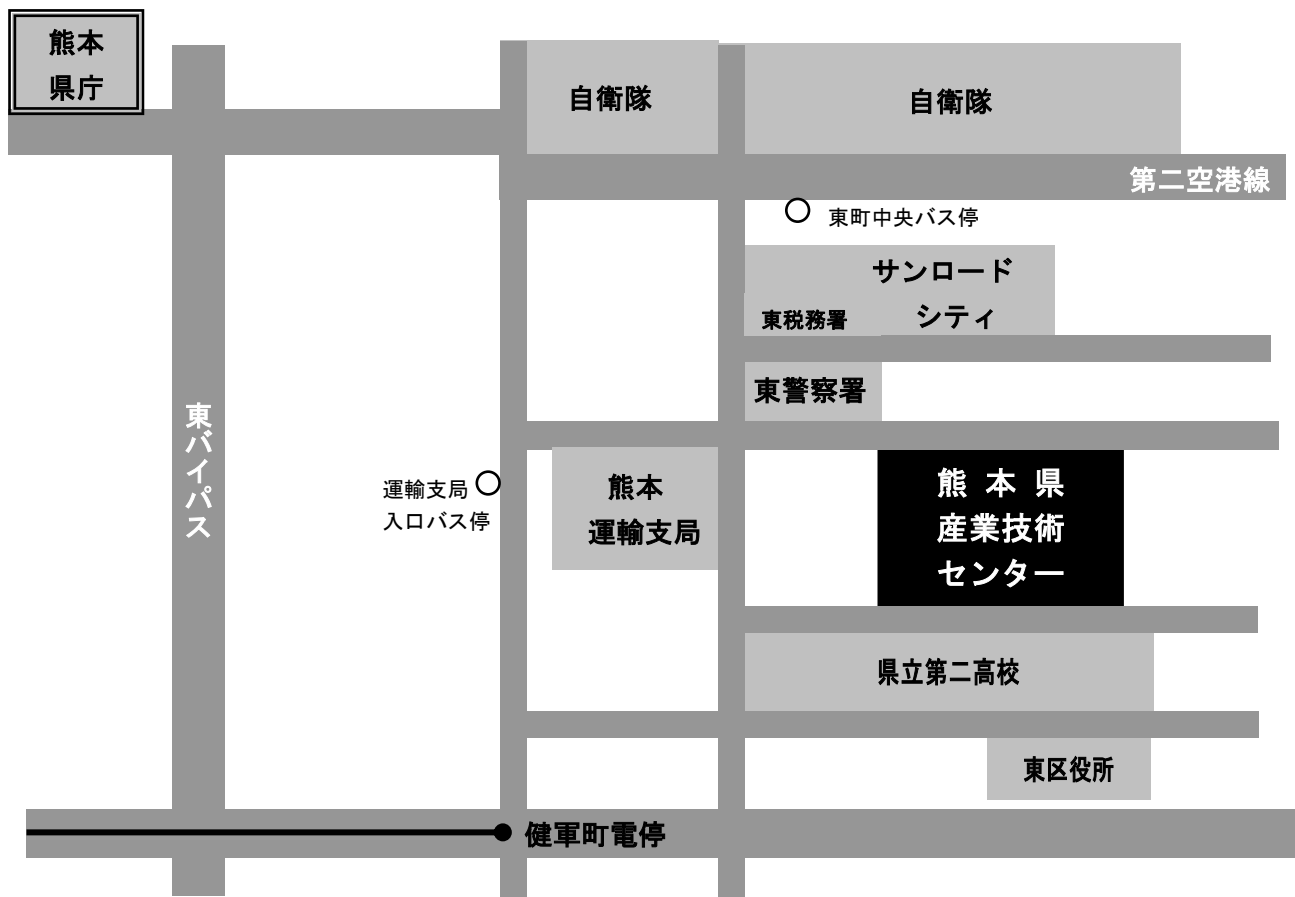 熊本
県庁
自衛隊
自衛隊
第二空港線
東町中央バス停
サンロード
シティ
東税務署
東警察署
東バイパス
運輸支局
入口バス停
熊本
運輸支局
熊本県
産業技術
センター
県立第二高校
東区役所
健軍町電停